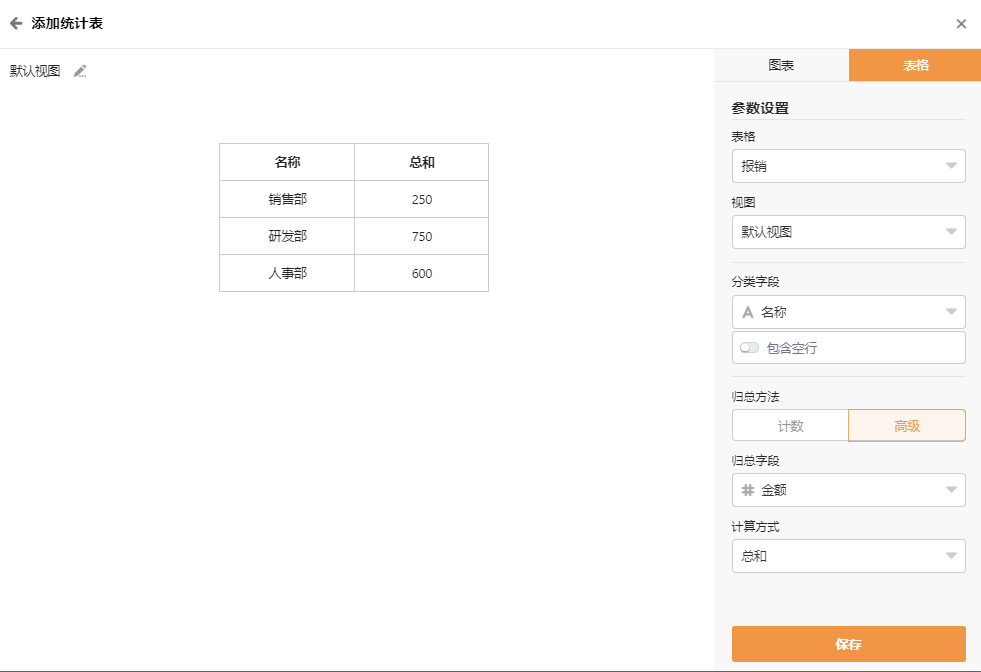 添加统计表
默认视图
名称 总和
销售部 250
研发部 750
人事部 600
图表 表格
参数设置
表格
报销
视图
默认视图
分类字段
A 名称
包含空行
归总方法
计数 高级
归总字段
# 金额
计算方式
总和
保存